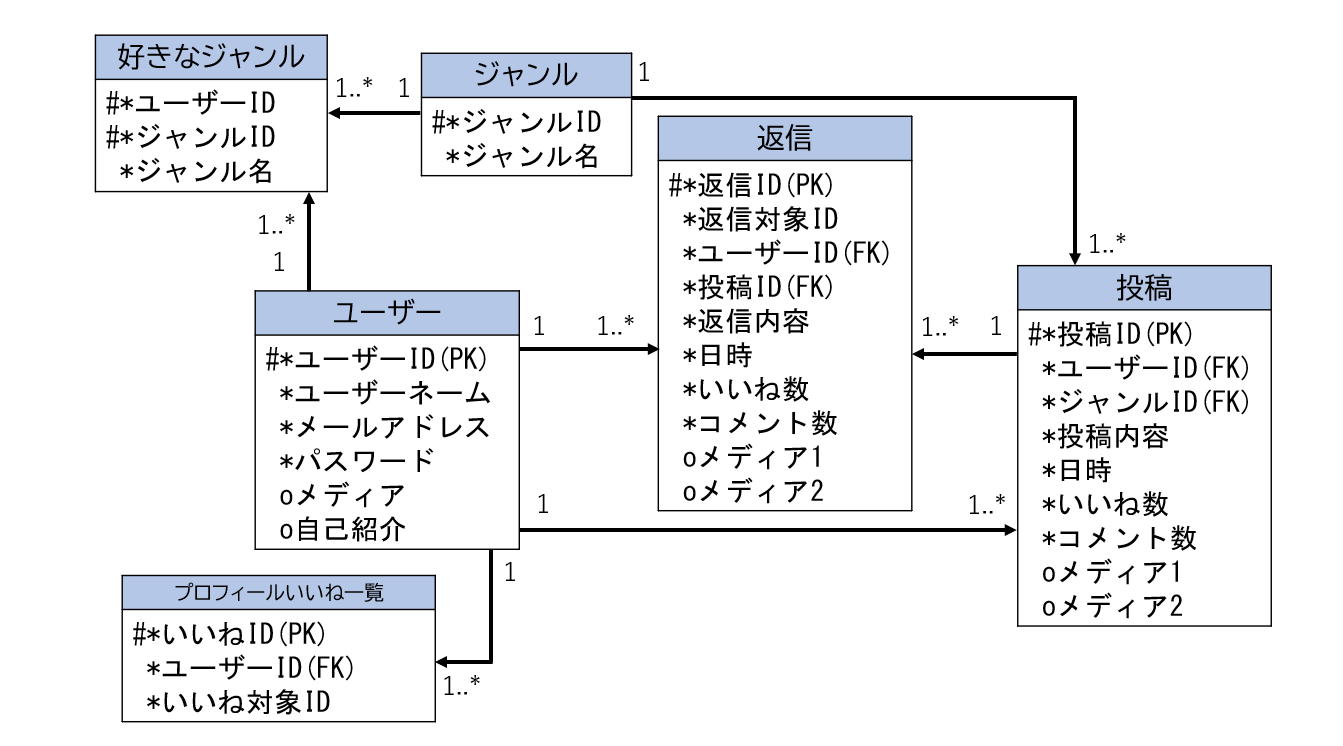 好きなジャンル
#*ユーザーID
#*ジャンルID
*ジャンル名
1..*
1
ジャンル
#*ジャンルID
*ジャンル名
1
1..*
返信
#*返信ID(PK)
*返信対象ID
*ユーザーID(FK)
*投稿ID(FK)
*返信内容
*日時
*いいね数
*コメント数
oメディア1
oメディア2
1..*
1
ユーザー
#*ユーザーID(PK)
*ユーザーネーム
*メールアドレス
*パスワード
oメディア
o自己紹介
1
1..*
1..*
1
投稿
#*投稿ID(PK)
*ユーザーID(FK)
*ジャンルID(FK)
*投稿内容
*日時
*いいね数
*コメント数
oメディア1
oメディア2
1
1..*
1
1..*
プロフィールいいね一覧
#*いいねID(PK)
*ユーザーID(FK)
*いいね対象ID